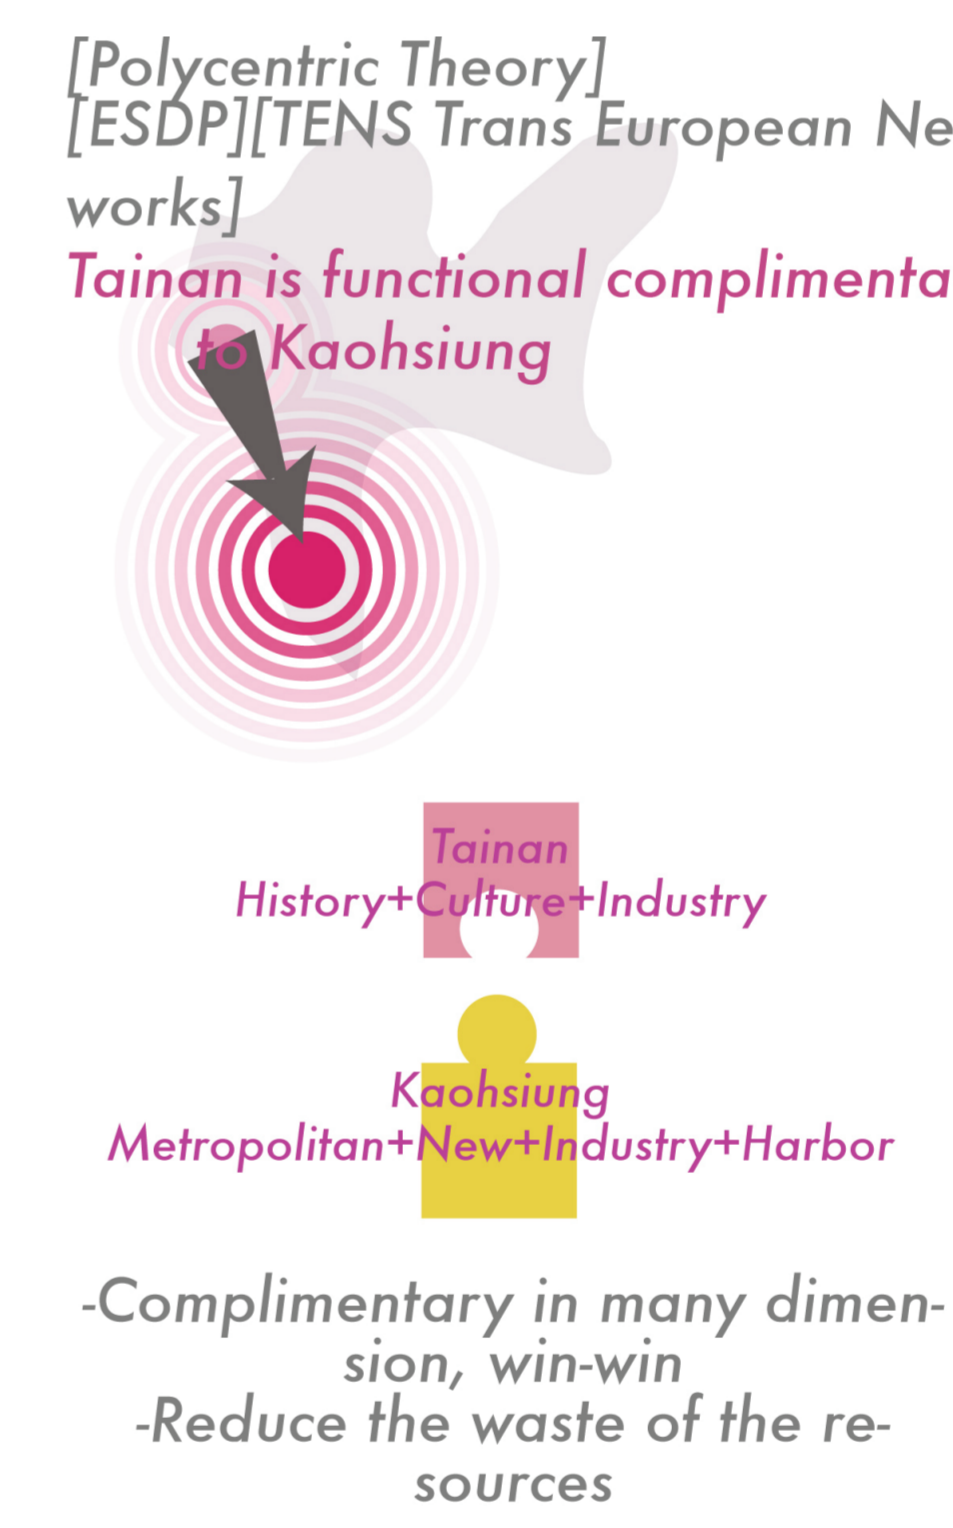 [Polycentric Theory]
[ESDP][TENS Trans European Ne
works]
Tainan is functional complimenta
to Kaohsiung
Tainan
History+Culture+Industry
Kaohsiung
Metropolitan+New+Industry+Harbor
-Complimentary in many dimen-
sion, win-win
-Reduce the waste of the re-
sources